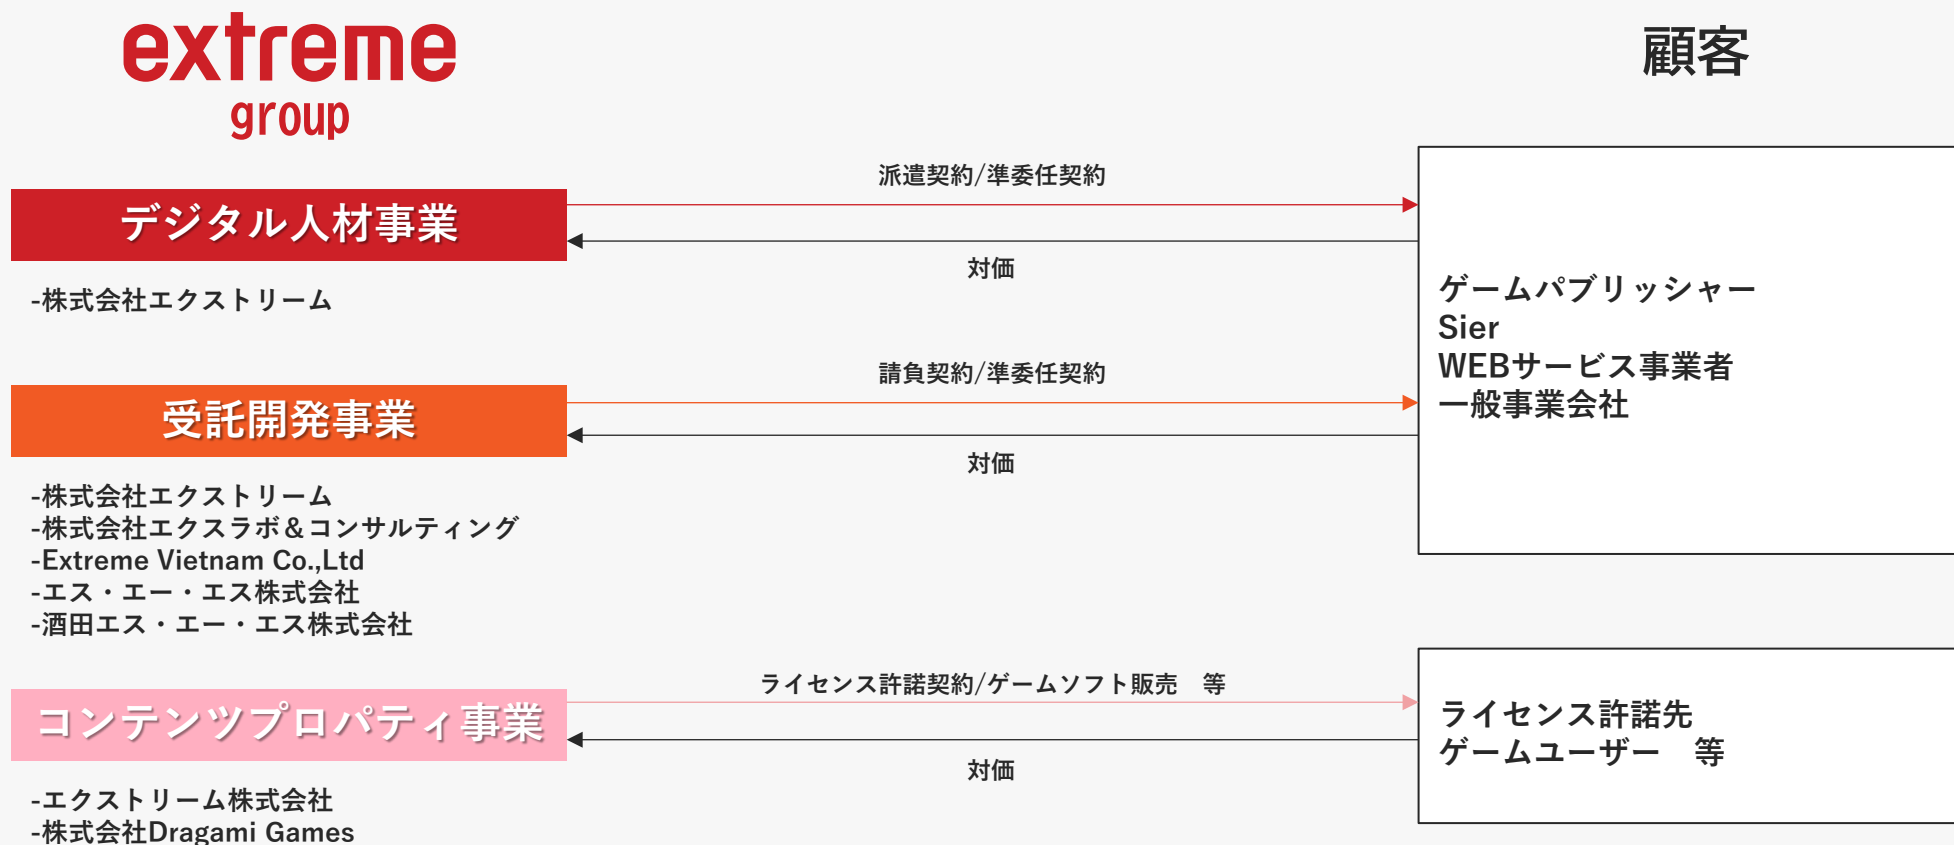 extreme
group
顧客
派遣契約/準委任契約
デジタル人材事業
対価
-株式会社エクストリーム
ゲームパブリッシャー
Sier
WEBサービス事業者
一般事業会社
請負契約/準委任契約
受託開発事業
対価
-株式会社エクストリーム
-株式会社エクスラボ＆コンサルティング
-Extreme Vietnam Co.,Ltd
-エス・エー・エス株式会社
-酒田エス・エー・エス株式会社
ライセンス許諾契約/ゲームソフト販売　等
コンテンツプロパティ事業
対価
ライセンス許諾先
ゲームユーザー　等
-エクストリーム株式会社
-株式会社Dragami Games